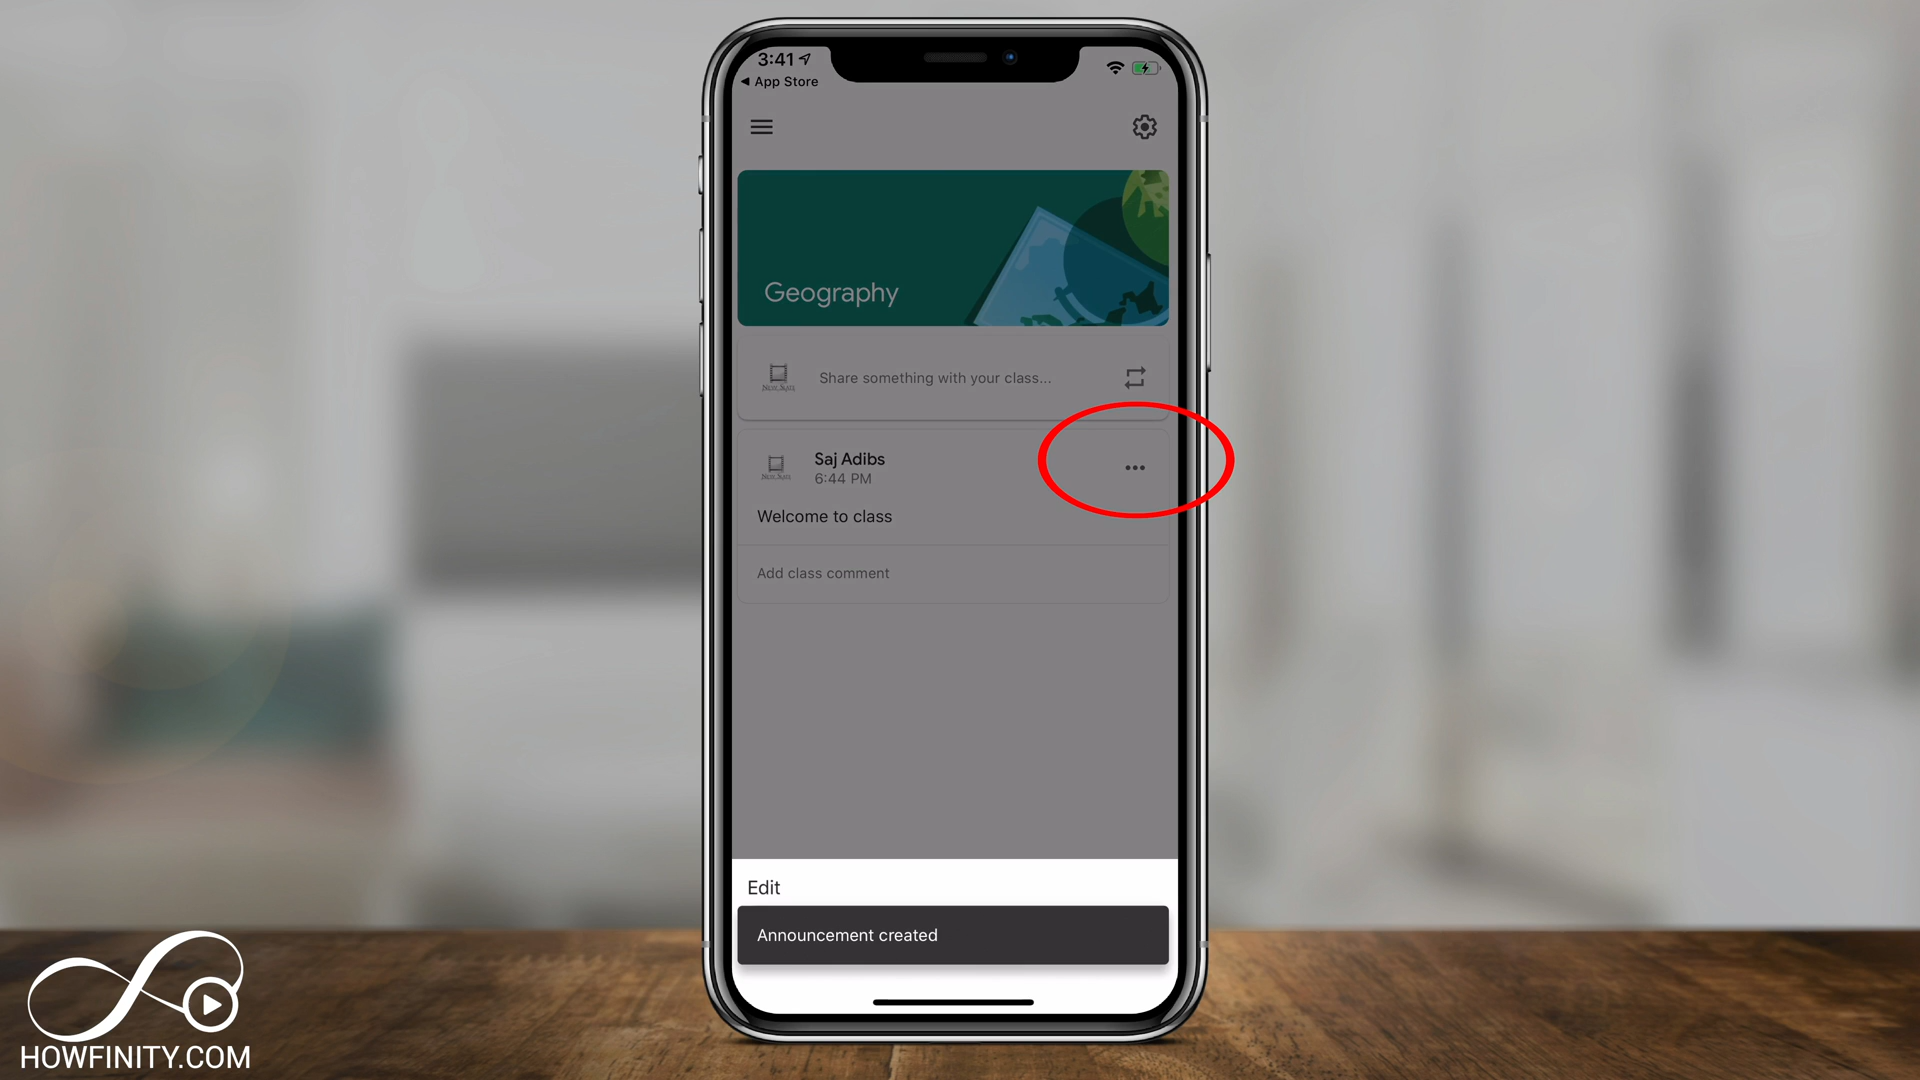 3:41
App Store
Geography
Share something with your class...
Saj Adibs
6:44 PM
Welcome to class
Add class comment
Edit
Announcement created
HOWFINITY.COM